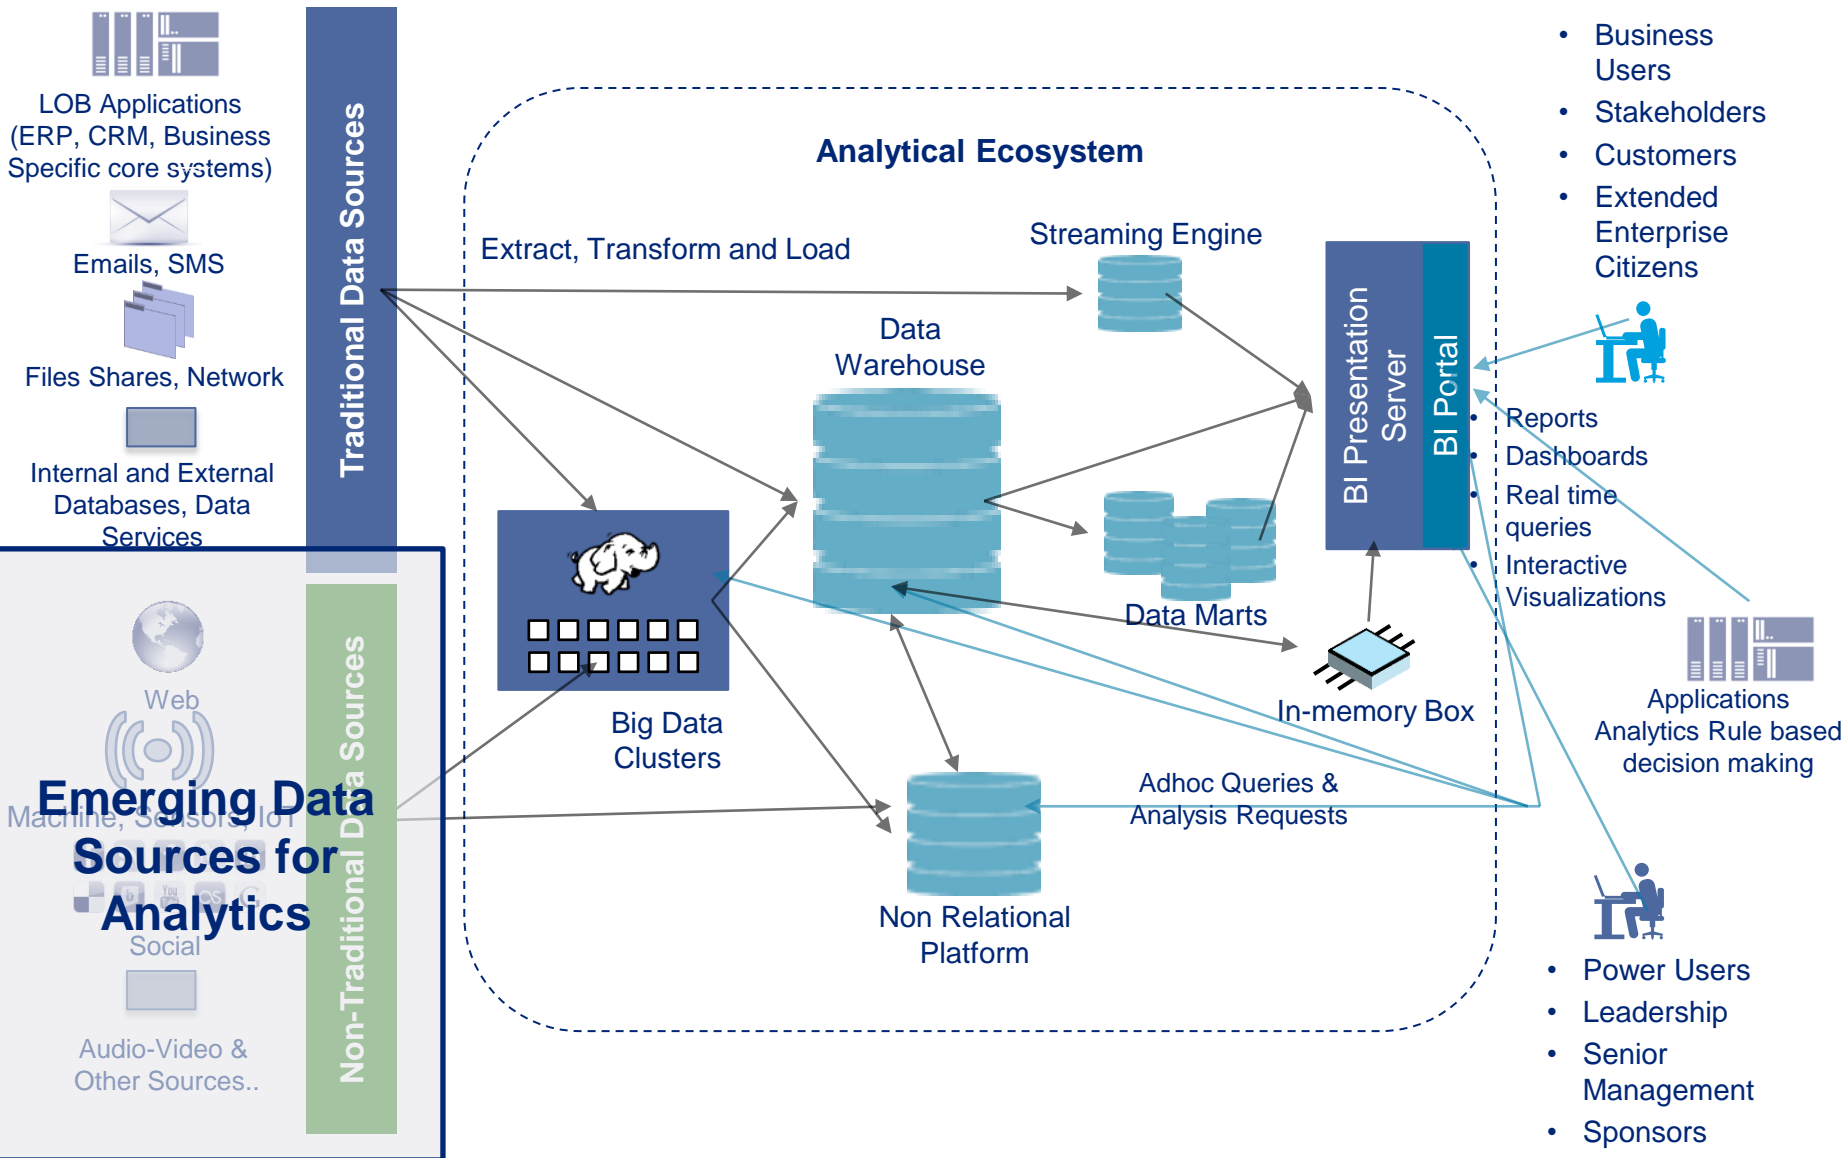 LOB Applications
(ERP, CRM, Business
Specific core systems)
Emails, SMS
Files Shares, Network
Internal and External
Databases, Data
Services
Traditional Data Sources
Web
Machine, Sensors, IoT
Social
Audio-Video &
Other Sources..
Emerging Data
Sources for
Analytics
Non-Traditional Data Sources
Analytical Ecosystem
Extract, Transform and Load
Streaming Engine
Data
Warehouse
Data Marts
Big Data
Clusters
In-memory Box
Non Relational
Platform
Adhoc Queries &
Analysis Requests
BI Presentation
Server
BI Portal
• Business
Users
• Stakeholders
• Customers
• Extended
Enterprise
Citizens
• Reports
• Dashboards
• Real time
queries
• Interactive
Visualizations
Applications
Analytics Rule based
decision making
• Power Users
• Leadership
• Senior
Management
• Sponsors